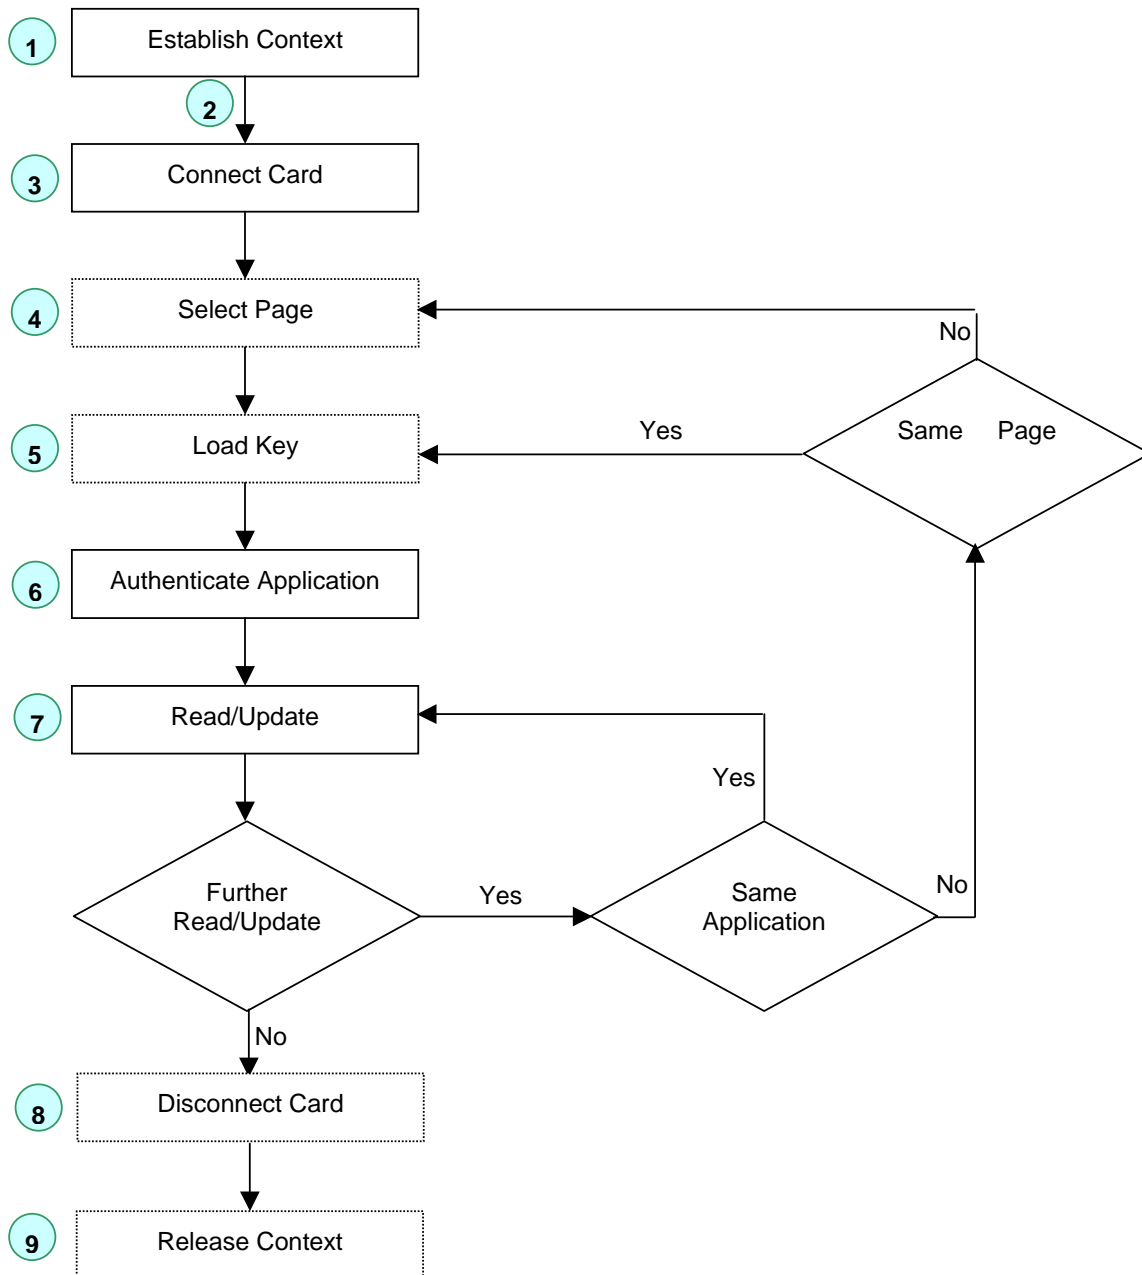 1
Establish Context
2
3
Connect Card
4
Select Page
No
5
Load Key
Yes
Same Page
6
Authenticate Application
7
Read/Update
Yes
Further
Read/Update
Yes
Same
Application
No
No
8
Disconnect Card
9
Release Context